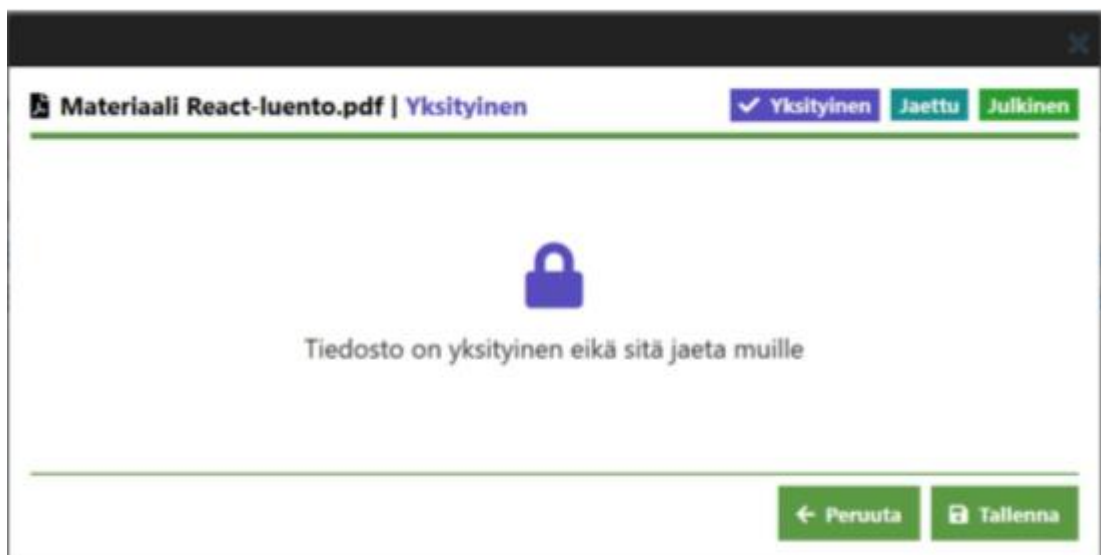 Materiaali React-luento.pdf | Yksityinen Yksityinen Jaettu Julkinen
Tiedosto on yksityinen eikä sitä jaeta muille
Peruuta Tallenna